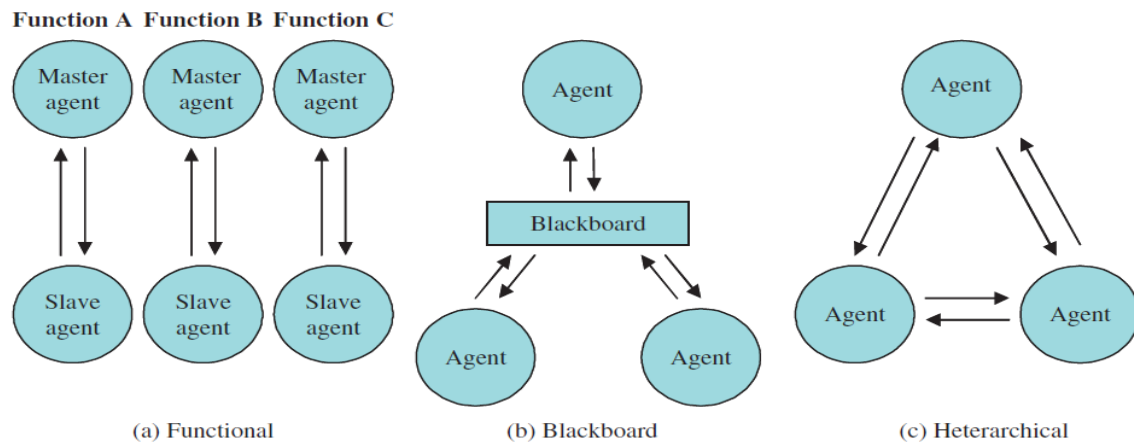 Function A Function B Function C
Master
agent
Master
agent
Master
agent
Slave
agent
Slave
agent
Slave
agent
(a) Functional
Agent
Blackboard
Agent
Agent
(b) Blackboard
Agent
Agent
Agent
(c) Heterarchical